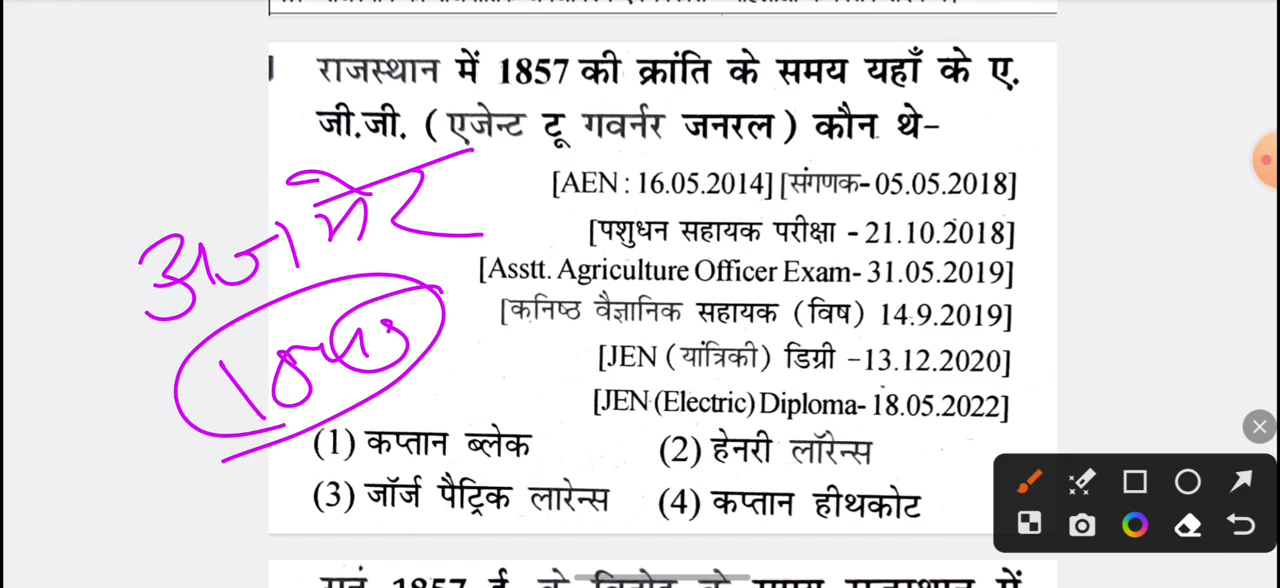 राजस्थान में 1857 की क्रांति के समय यहाँ के ए.
जी.जी. ( एजेन्ट टू गवर्नर जनरल ) कौन थे-
[AEN : 16.05.2014] [संगणक- 05.05.2018]
[पशुधन सहायक परीक्षा - 21.10.2018]
[Asstt. Agriculture Officer Exam- 31.05.2019]
[कनिष्ठ वैज्ञानिक सहायक (विष) 14.9.2019]
[JEN (यांत्रिकी) डिग्री -13.12.2020]
[JEN (Electric) Diploma- 18.05.2022]
(1) कप्तान ब्लेक (2) हेनरी लॉरेन्स
(3) जॉर्ज पैट्रिक लारेन्स (4) कप्तान हीथकोट
अजमेर